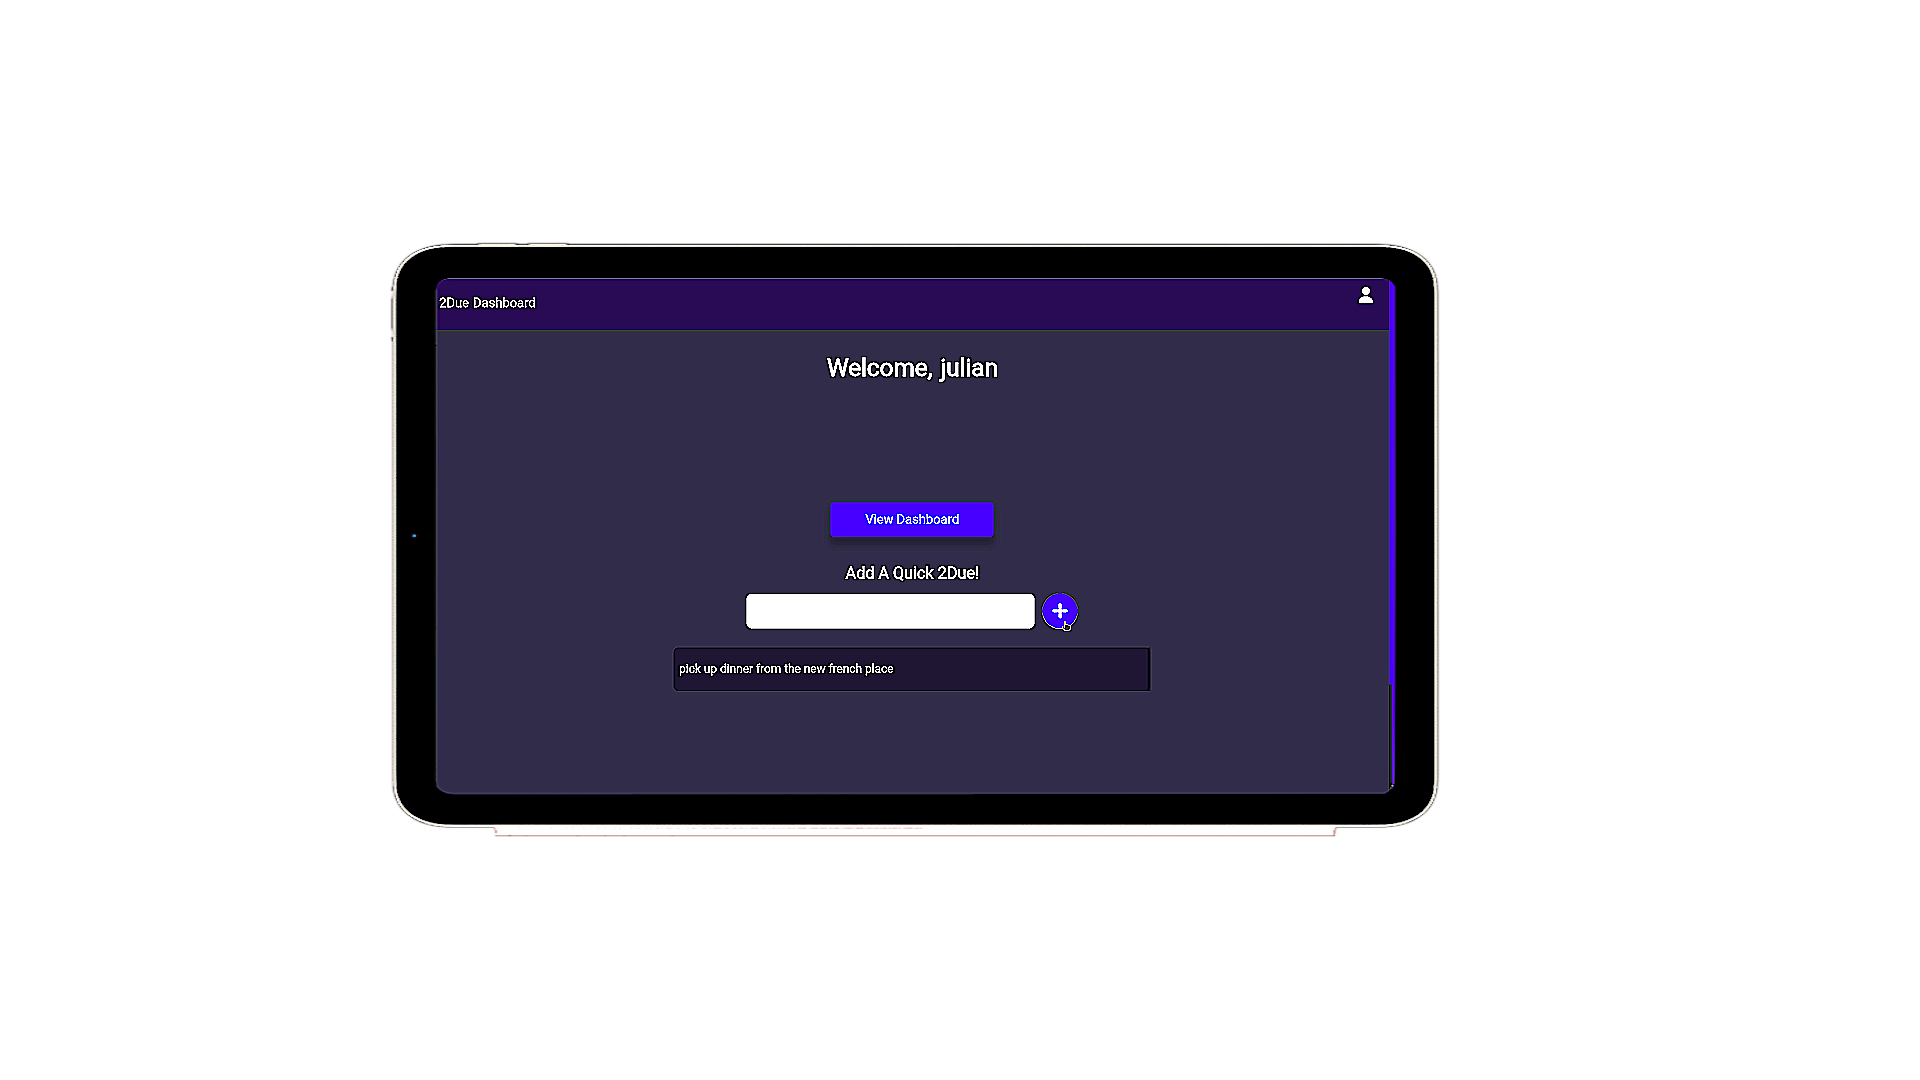 2Due Dashboard
Welcome, julian
View Dashboard
Add A Quick 2Due!
pick up dinner from the new french place